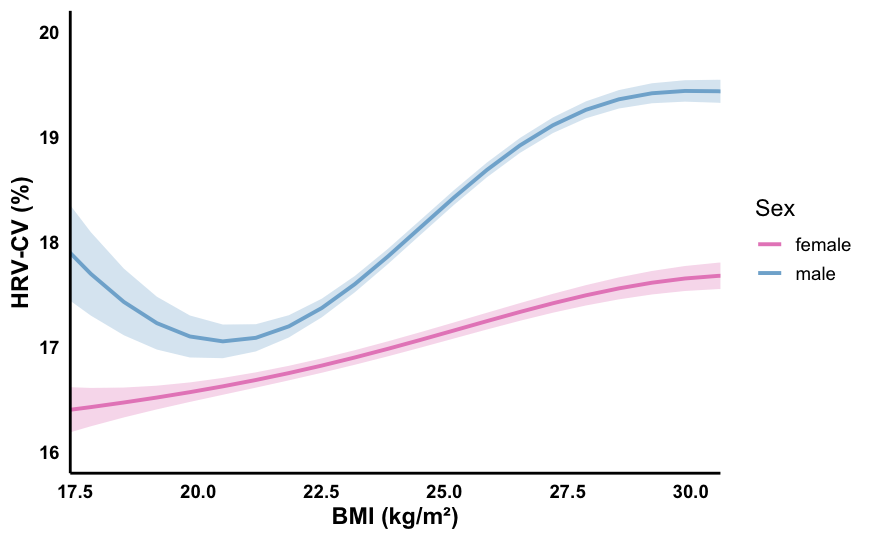 20
19
18
17
16
HRV-CV (%)
17.5 20.0 22.5 25.0 27.5 30.0
BMI (kg/m²)
Sex
female
male